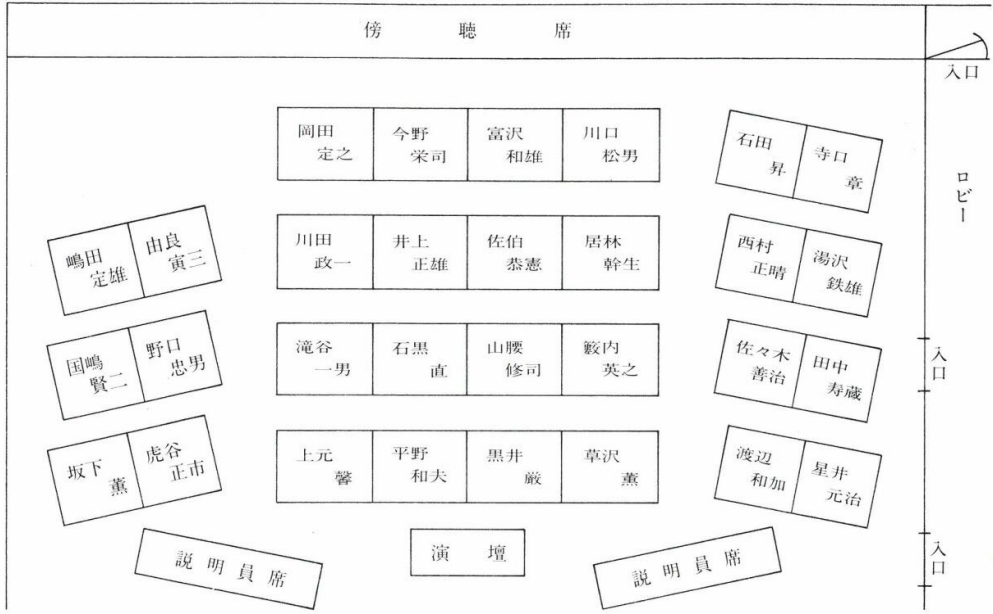 傍聴席
入口
ロビー
岡田 定之
今野 栄司
富沢 和雄
川口 松男
石田 昇
寺口 章
嶋田 定雄
由良 寅三
川田 政一
井上 正雄
佐伯 恭憲
居林 幹生
西村 正晴
湯沢 鉄雄
国嶋 賢二
野口 忠男
滝谷 一男
石黒 直
山腰 修司
籔内 英之
佐々木 善治
田中 寿蔵
入口
坂下 薫
虎谷 正市
上元 馨
平野 和夫
黒井 厳
草沢 薫
渡辺 和加
星井 元治
説明員席
演壇
説明員席
入口